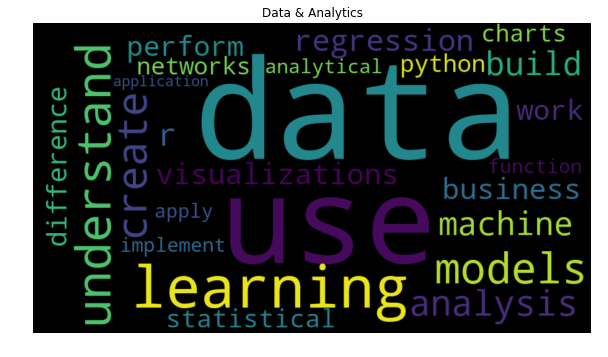 Data & Analytics
perform
regression
charts
networks
analytical
python
build
application
data
difference
understand
create
r
work
visualizations
function
apply
use
business
implement
machine
learning
models
analysis
statistical